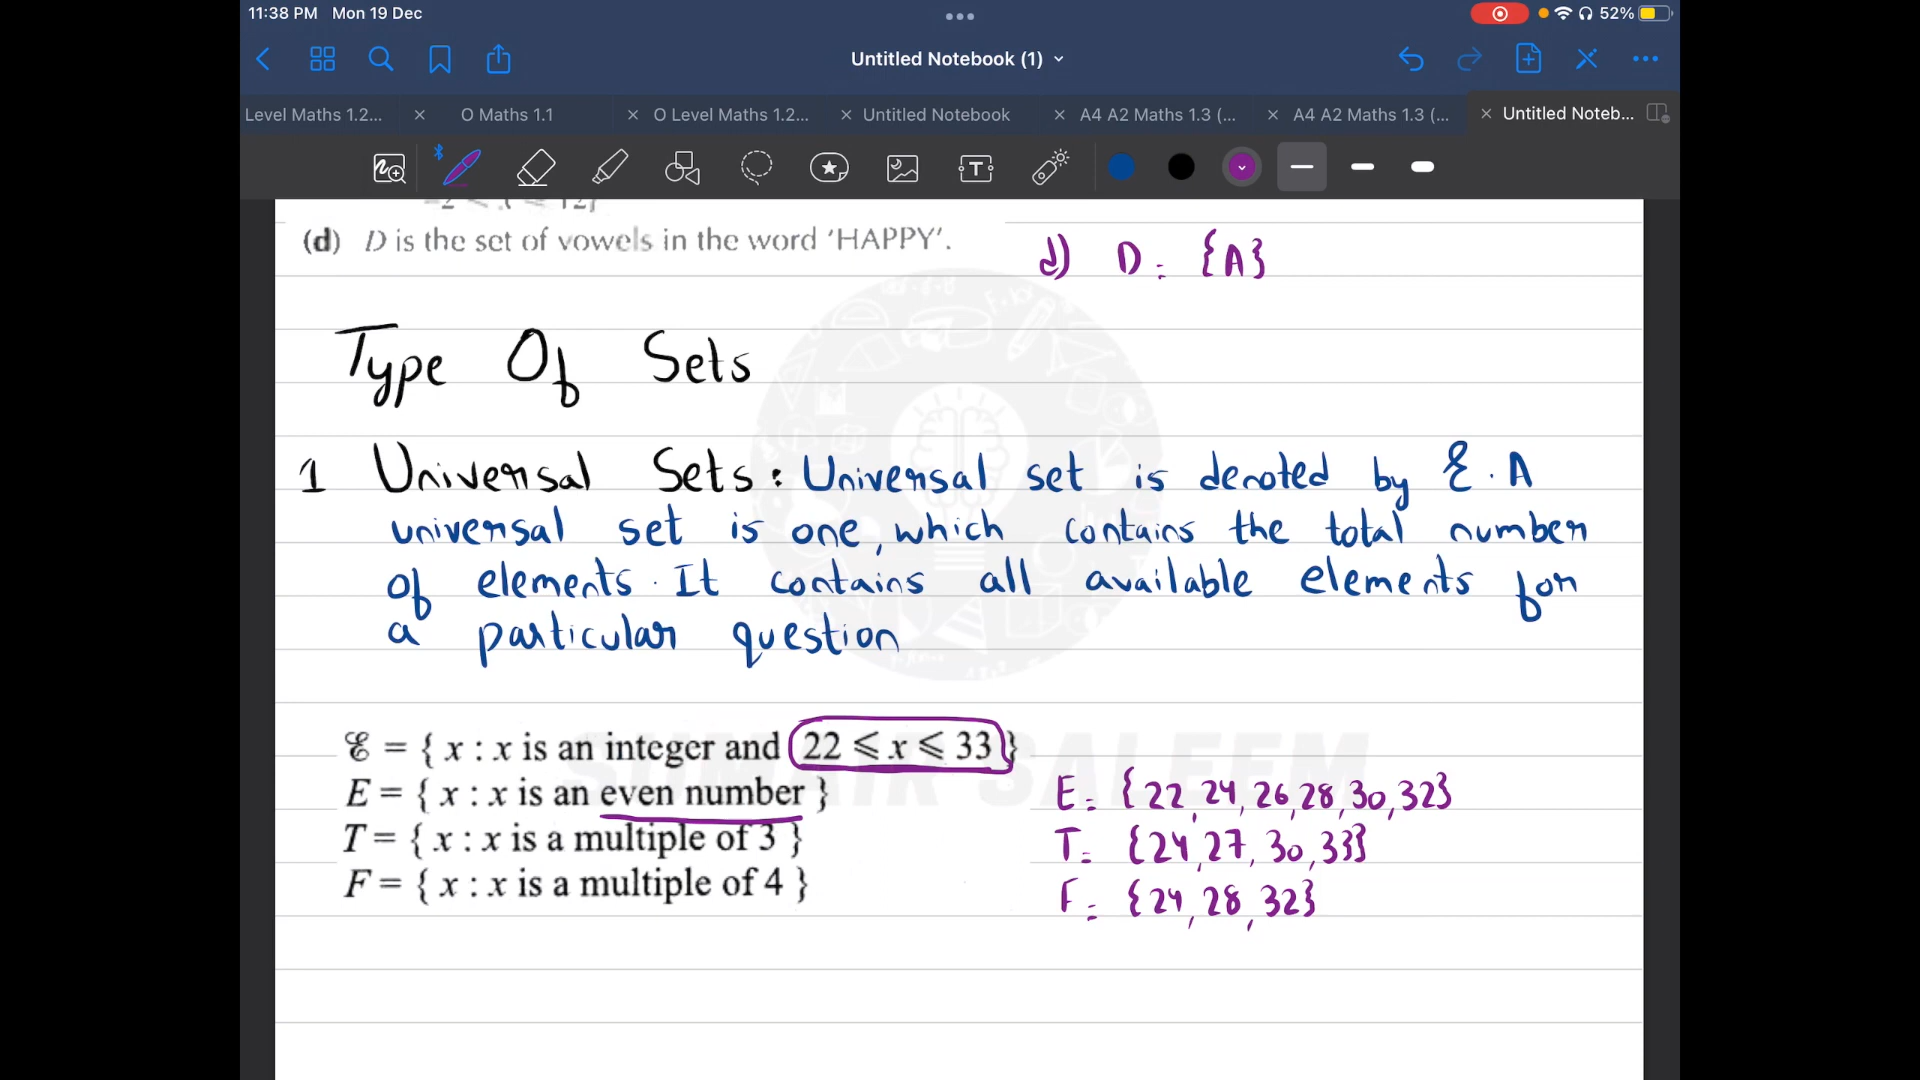 11:38 PM Mon 19 Dec
52%
Untitled Notebook (1)
Level Maths 1.2...
O Maths 1.1
O Level Maths 1.2...
Untitled Notebook
A4 A2 Maths 1.3 (...
A4 A2 Maths 1.3 (...
Untitled Noteb...
(d) D is the set of vowels in the word 'HAPPY'.
d) D = {A}
Type Of Sets
1 Universal Sets: Universal set is denoted by ℰ. A
universal set is one, which contains the total number
of elements. It contains all available elements for
a particular question
ℰ = { x : x is an integer and 22 ⩽ x ⩽ 33 }
E = { x : x is an even number }
T = { x : x is a multiple of 3 }
F = { x : x is a multiple of 4 }
E = {22, 24, 26, 28, 30, 32}
T = {24, 27, 30, 33}
F = {24, 28, 32}